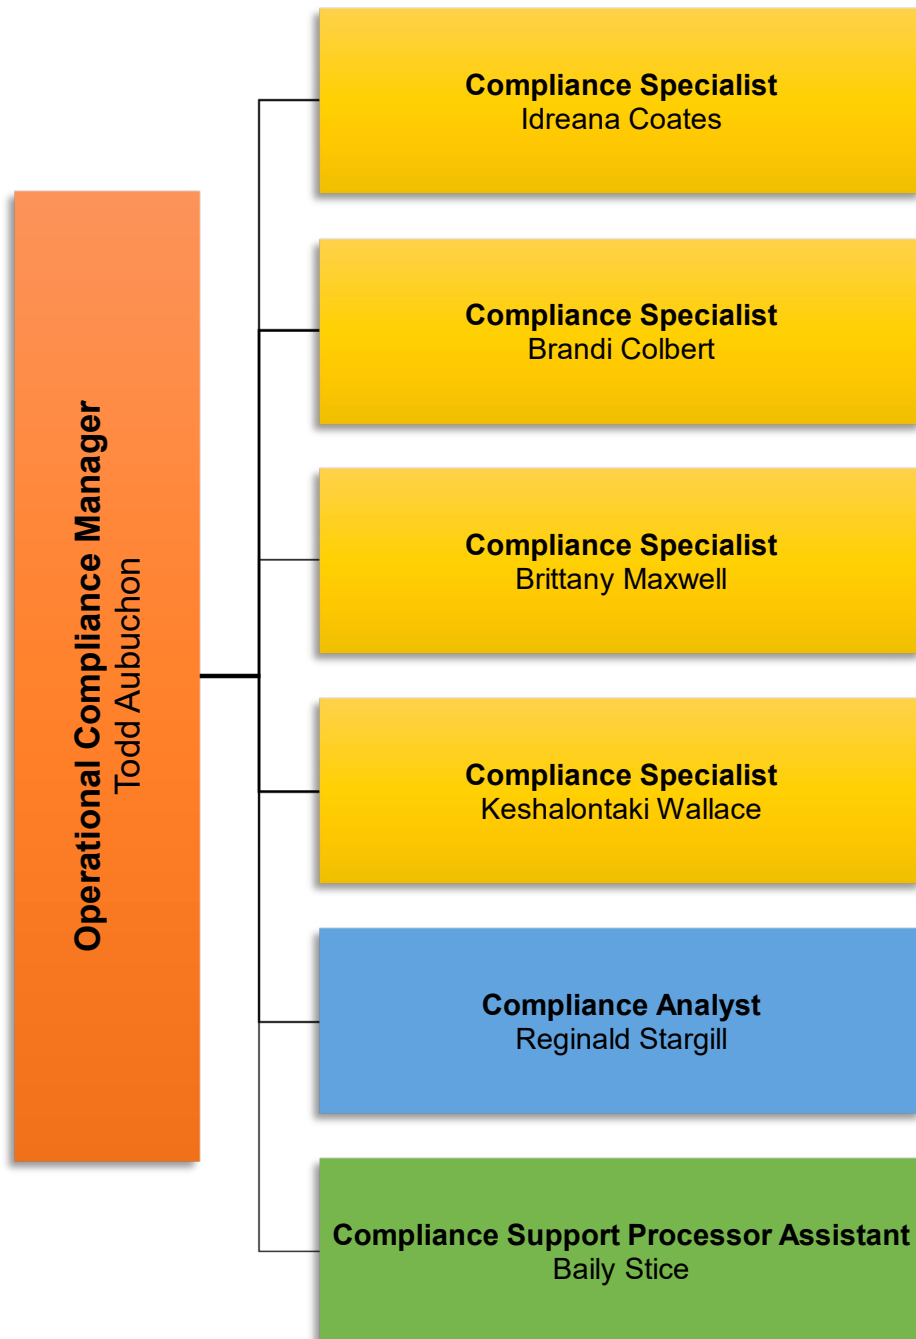 Operational Compliance Manager
Todd Aubuchon
Compliance Specialist
Idreana Coates
Compliance Specialist
Brandi Colbert
Compliance Specialist
Brittany Maxwell
Compliance Specialist
Keshalontaki Wallace
Compliance Analyst
Reginald Stargill
Compliance Support Processor Assistant
Baily Stice